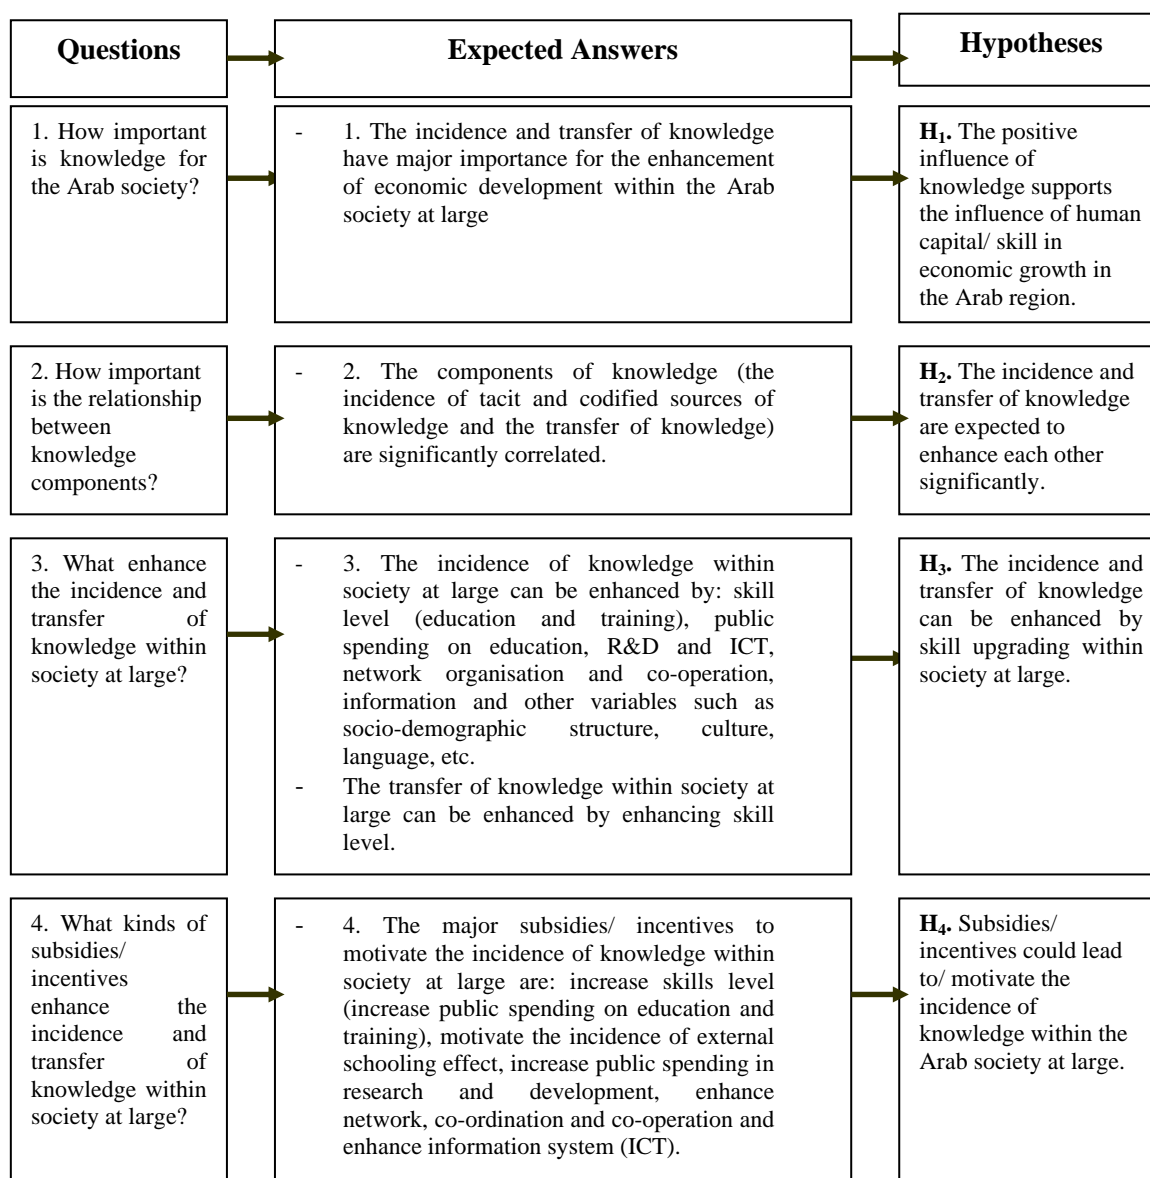 Questions
Expected Answers
Hypotheses
1. How important
is knowledge for
the Arab society?
- 1. The incidence and transfer of knowledge
have major importance for the enhancement
of economic development within the Arab
society at large
H1. The positive
influence of
knowledge supports
the influence of human
capital/ skill in
economic growth in
the Arab region.
2. How important
is the relationship
between
knowledge
components?
- 2. The components of knowledge (the
incidence of tacit and codified sources of
knowledge and the transfer of knowledge)
are significantly correlated.
H2. The incidence and
transfer of knowledge
are expected to
enhance each other
significantly.
3. What enhance
the incidence and
transfer of
knowledge within
society at large?
- 3. The incidence of knowledge within
society at large can be enhanced by: skill
level (education and training), public
spending on education, R&D and ICT,
network organisation and co-operation,
information and other variables such as
socio-demographic structure, culture,
language, etc.
- The transfer of knowledge within society at
large can be enhanced by enhancing skill
level.
H3. The incidence and
transfer of knowledge
can be enhanced by
skill upgrading within
society at large.
4. What kinds of
subsidies/
incentives
enhance the
incidence and
transfer of
knowledge within
society at large?
- 4. The major subsidies/ incentives to
motivate the incidence of knowledge within
society at large are: increase skills level
(increase public spending on education and
training), motivate the incidence of external
schooling effect, increase public spending in
research and development, enhance
network, co-ordination and co-operation and
enhance information system (ICT).
H4. Subsidies/
incentives could lead
to/ motivate the
incidence of
knowledge within the
Arab society at large.